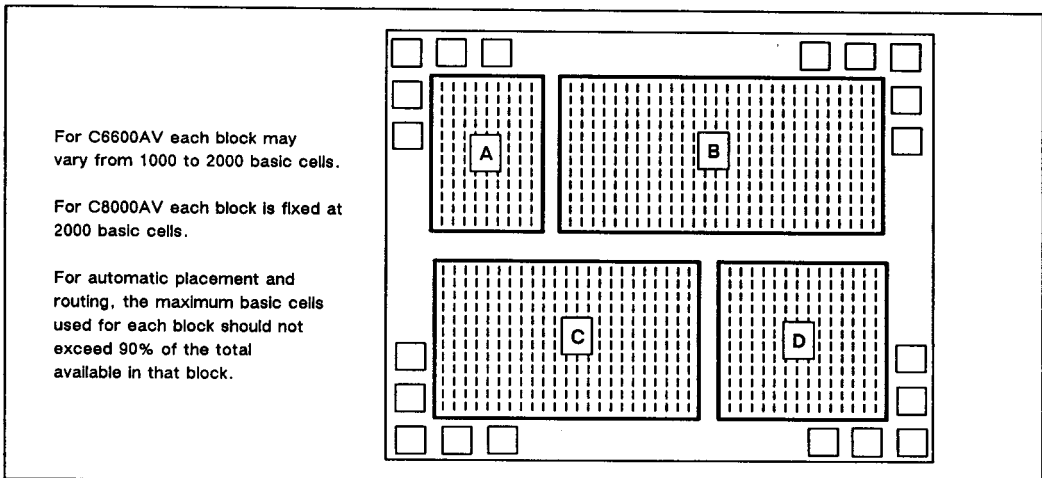 For C6600AV each block may
vary from 1000 to 2000 basic cells.
For C8000AV each block is fixed at
2000 basic cells.
For automatic placement and
routing, the maximum basic cells
used for each block should not
exceed 90% of the total
available in that block.
A
B
C
D